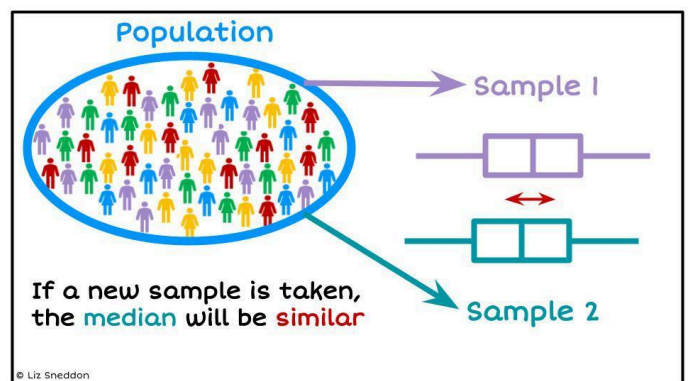 Population
Sample 1
If a new sample is taken,
the median will be similar
Sample 2
© Liz Sneddon